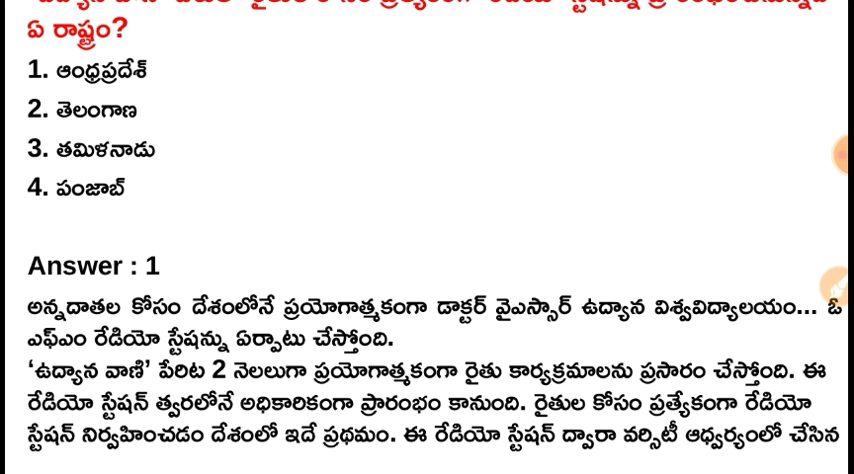 ఏ రాష్ట్రం?
1. ఆంధ్రప్రదేశ్
2. తెలంగాణ
3. తమిళనాడు
4. పంజాబ్
Answer : 1
అన్నదాతల కోసం దేశంలోనే ప్రయోగాత్మకంగా డాక్టర్ వైఎస్సార్ ఉద్యాన విశ్వవిద్యాలయం... ఓ
ఎఫ్ఎం రేడియో స్టేషన్ను ఏర్పాటు చేస్తోంది.
‘ఉద్యాన వాణి’ పేరిట 2 నెలలుగా ప్రయోగాత్మకంగా రైతు కార్యక్రమాలను ప్రసారం చేస్తోంది. ఈ
రేడియో స్టేషన్ త్వరలోనే అధికారికంగా ప్రారంభం కానుంది. రైతుల కోసం ప్రత్యేకంగా రేడియో
స్టేషన్ నిర్వహించడం దేశంలో ఇదే ప్రథమం. ఈ రేడియో స్టేషన్ ద్వారా వర్సిటీ ఆధ్వర్యంలో చేసిన